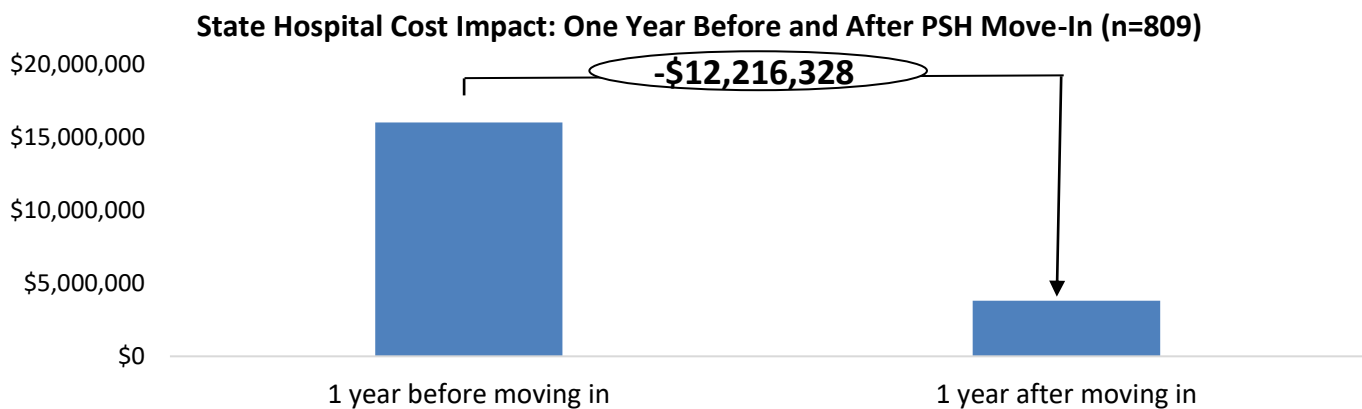 State Hospital Cost Impact: One Year Before and After PSH Move-In (n=809)
$20,000,000
-$12,216,328
$15,000,000
$10,000,000
$5,000,000
$0
1 year before moving in
1 year after moving in